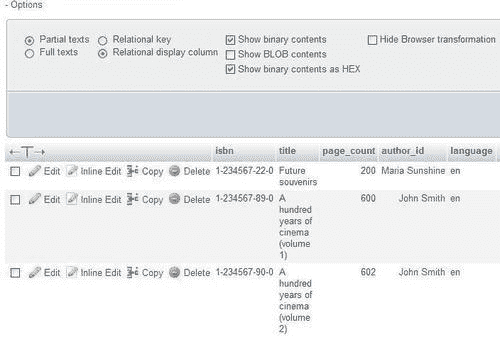 - Options
Partial texts Relational key Show binary contents Hide Browser transformation
Full texts Relational display column Show BLOB contents
Show binary contents as HEX
←T→ isbn title page_count author_id language
Edit Inline Edit Copy Delete 1-234567-22-0 Future 200 Maria Sunshine en
souvenirs
Edit Inline Edit Copy Delete 1-234567-89-0 A 600 John Smith en
hundred
years of
cinema
(volume
1)
Edit Inline Edit Copy Delete 1-234567-90-0 A 602 John Smith en
hundred
years of
cinema
(volume
2)